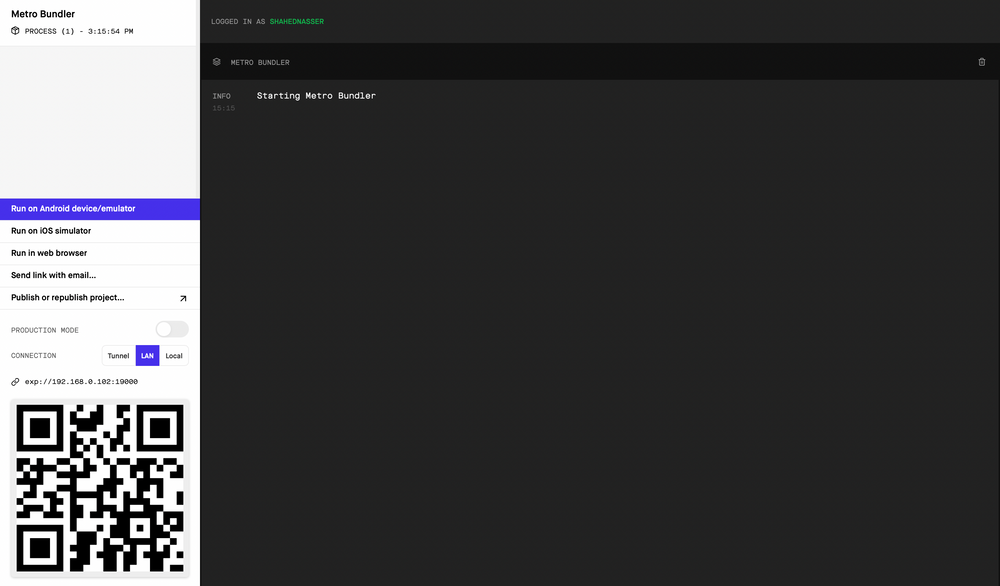 Metro Bundler
PROCESS (1) - 3:15:54 PM
Run on Android device/emulator
Run on iOS simulator
Run in web browser
Send link with email...
Publish or republish project...
PRODUCTION MODE
CONNECTION Tunnel LAN Local
exp://192.168.0.102:19000
LOGGED IN AS SHAHEDNASSER
METRO BUNDLER
INFO Starting Metro Bundler
15:15